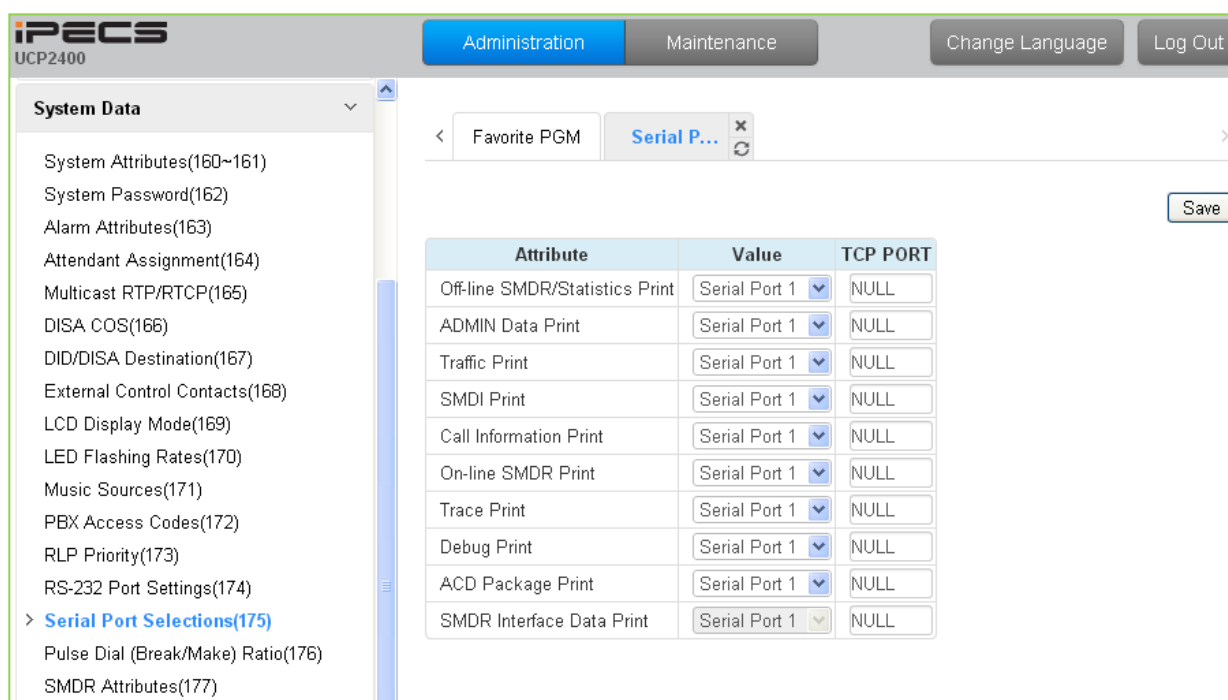 iPECS
UCP2400
Administration
Maintenance
Change Language
Log Out
System Data
System Attributes(160~161)
System Password(162)
Alarm Attributes(163)
Attendant Assignment(164)
Multicast RTP/RTCP(165)
DISA COS(166)
DID/DISA Destination(167)
External Control Contacts(168)
LCD Display Mode(169)
LED Flashing Rates(170)
Music Sources(171)
PBX Access Codes(172)
RLP Priority(173)
RS-232 Port Settings(174)
> Serial Port Selections(175)
Pulse Dial (Break/Make) Ratio(176)
SMDR Attributes(177)
< Favorite PGM Serial P... >
Save
Attribute Value TCP PORT
Off-line SMDR/Statistics Print Serial Port 1 NULL
ADMIN Data Print Serial Port 1 NULL
Traffic Print Serial Port 1 NULL
SMDI Print Serial Port 1 NULL
Call Information Print Serial Port 1 NULL
On-line SMDR Print Serial Port 1 NULL
Trace Print Serial Port 1 NULL
Debug Print Serial Port 1 NULL
ACD Package Print Serial Port 1 NULL
SMDR Interface Data Print Serial Port 1 NULL